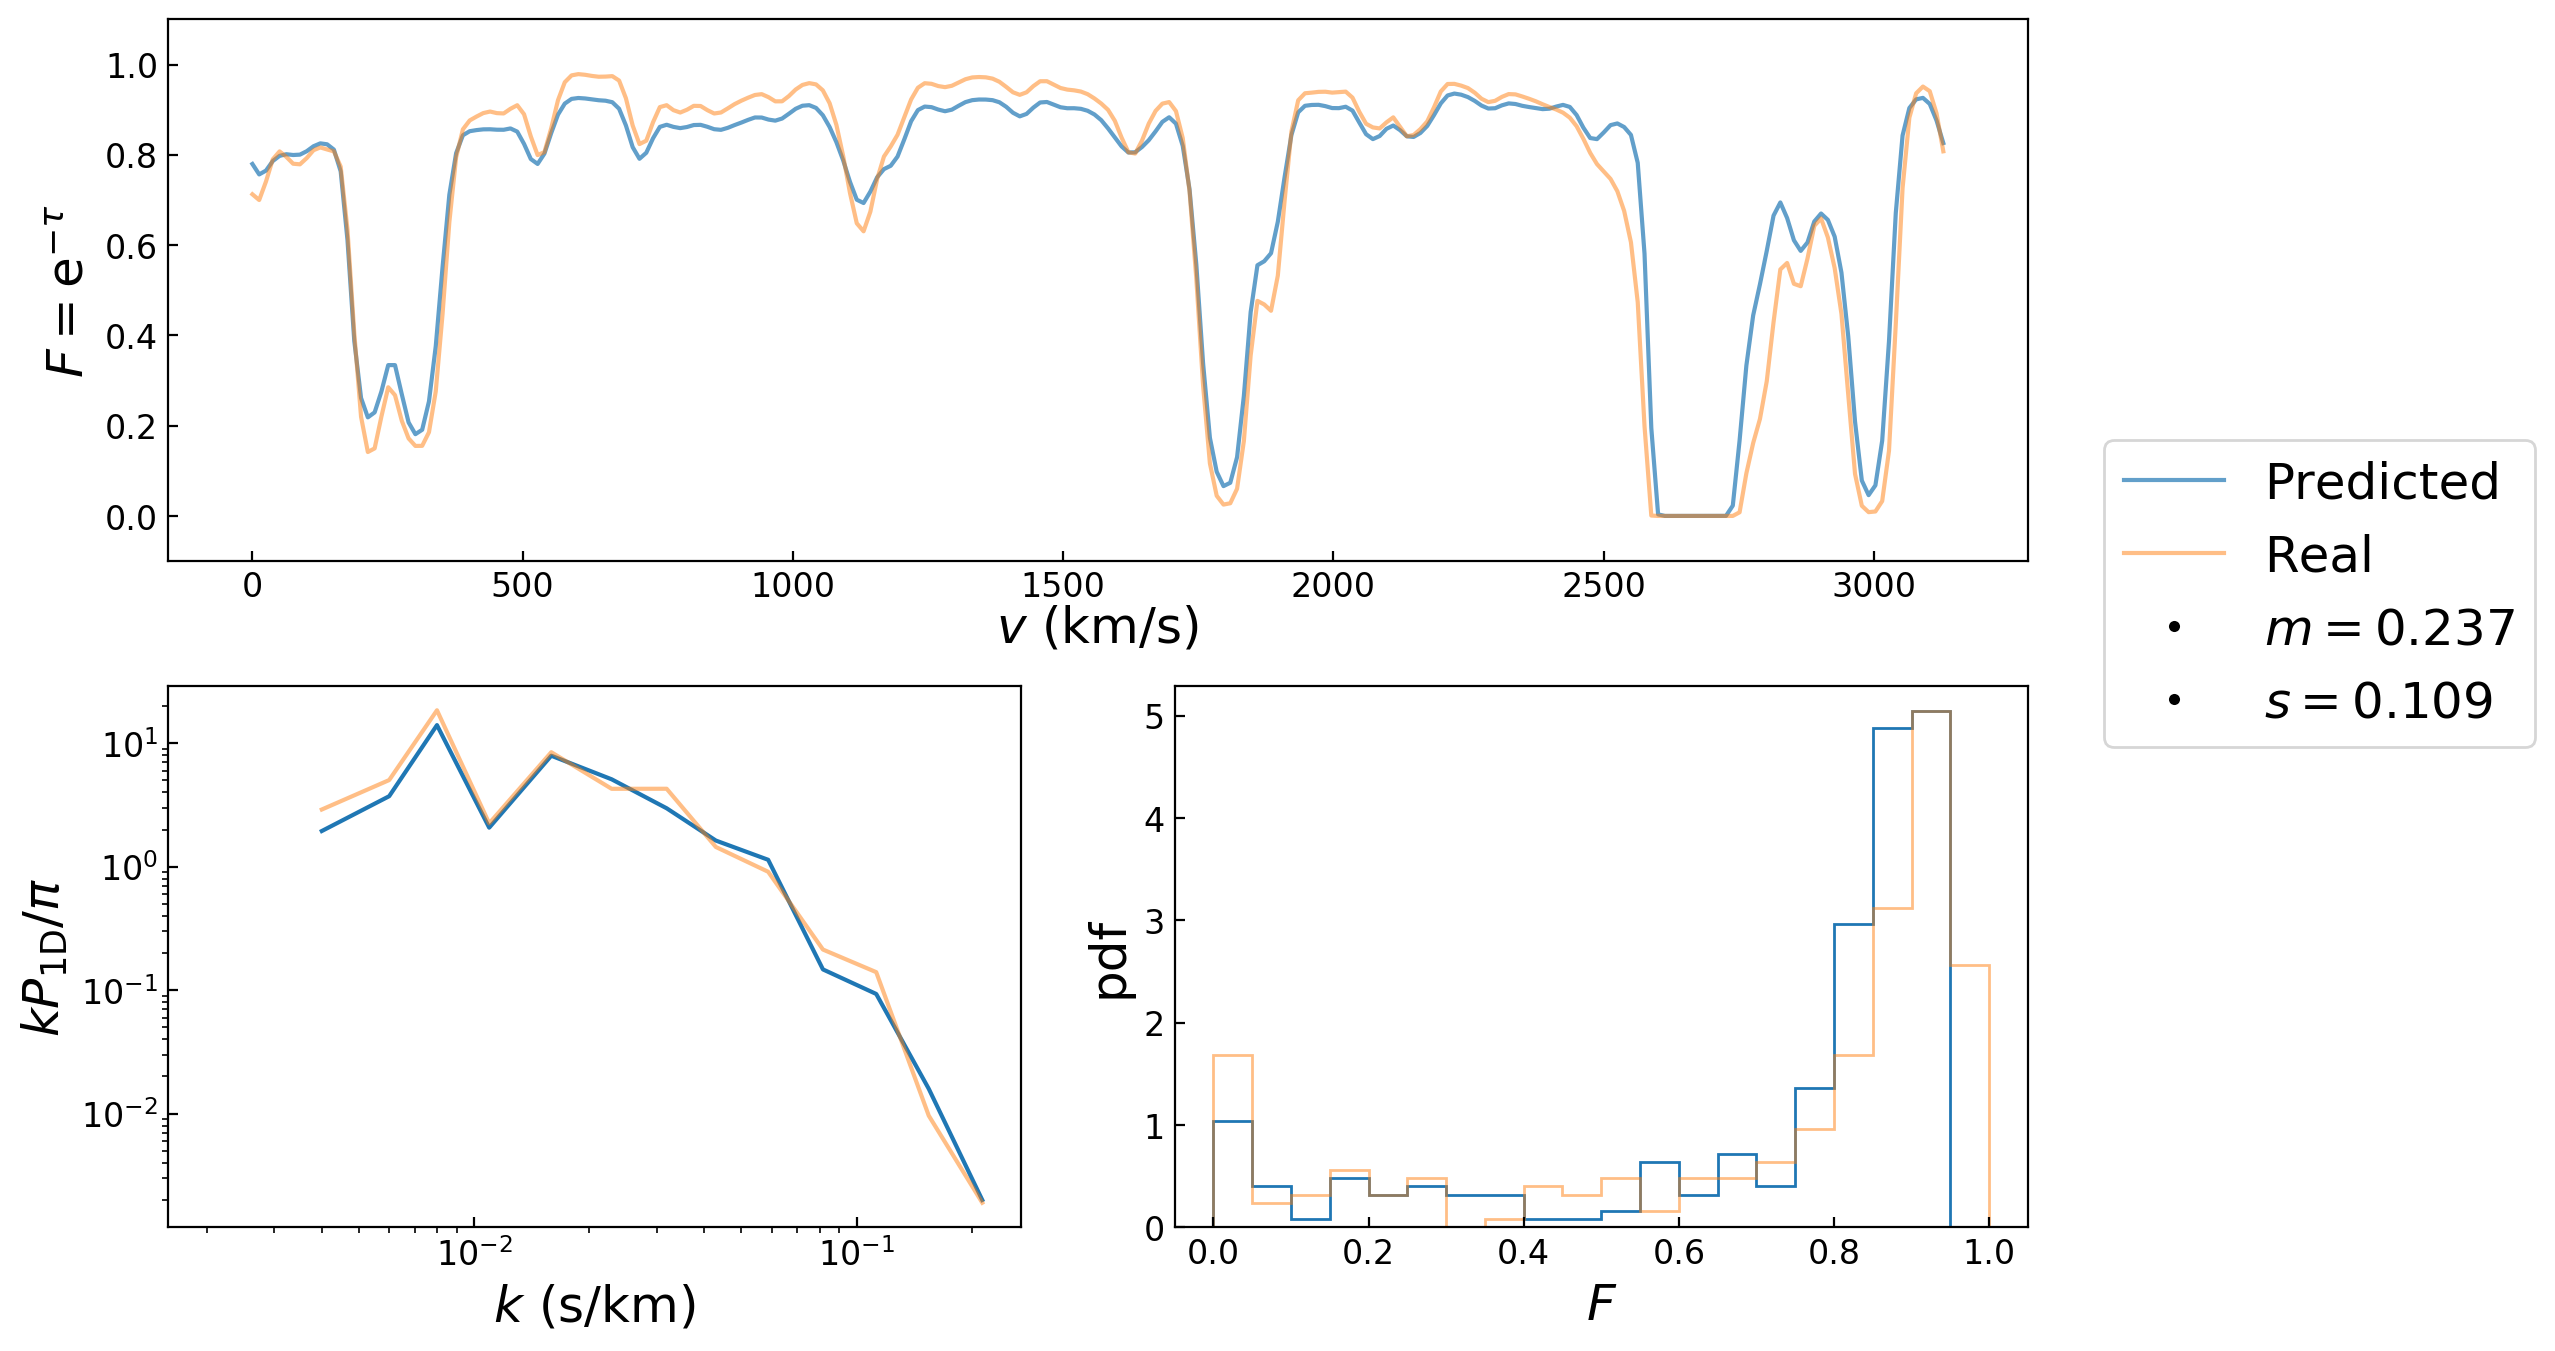 1.0
0.8
0.6
0.4
0.2
0.0
F = e^{-τ}
0 500 1000 1500 2000 2500 3000
v (km/s)
Predicted
Real
m = 0.237
s = 0.109
10^1
10^0
10^{-1}
10^{-2}
kP_{1D}/π
10^{-2} 10^{-1}
k (s/km)
5
4
3
2
1
0
pdf
0.0 0.2 0.4 0.6 0.8 1.0
F